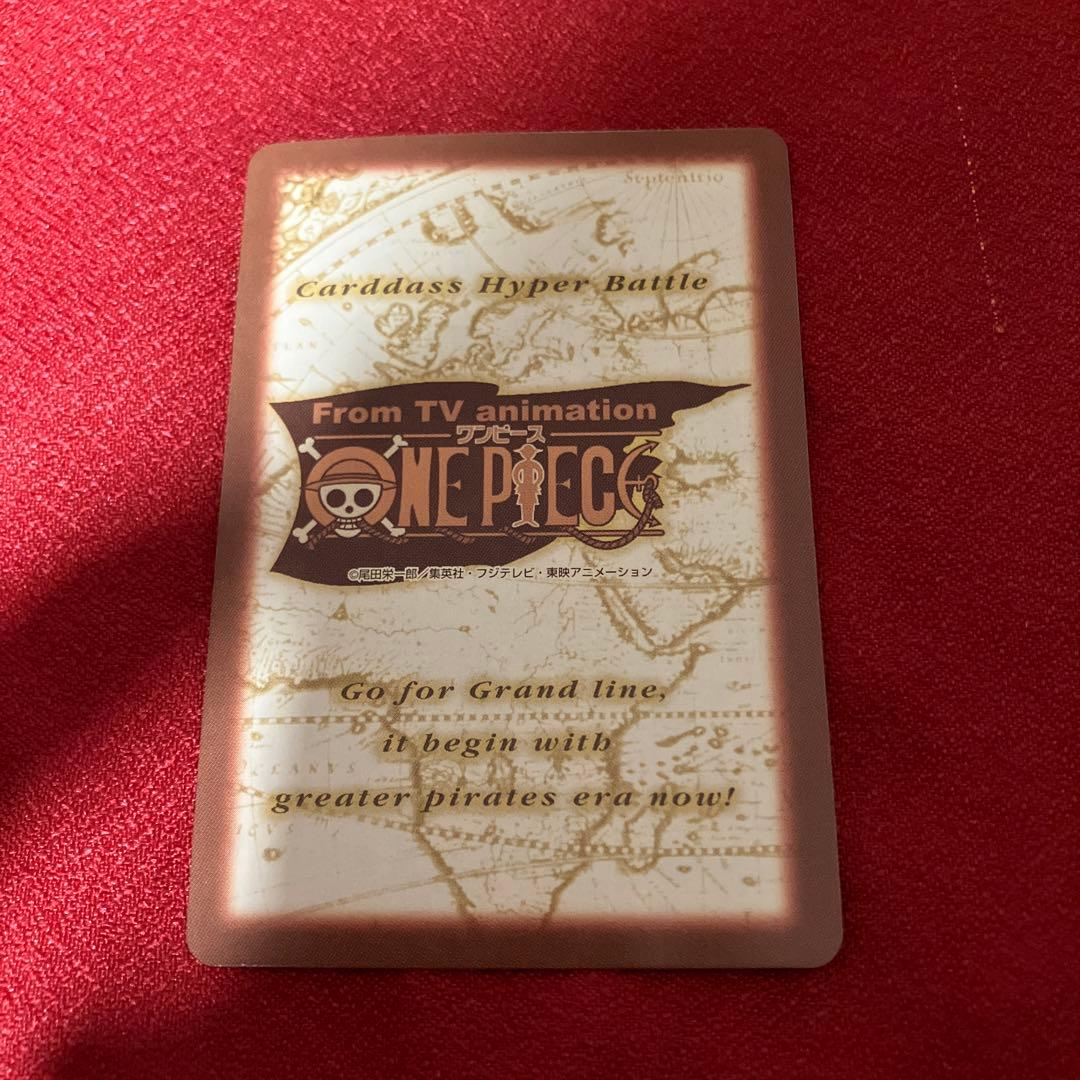 Septentrio
Carddass Hyper Battle
From TV animation
ワンピース
ONE PIECE
©尾田栄一郎／集英社・フジテレビ・東映アニメーション
Go for Grand line,
it begin with
greater pirates era now!